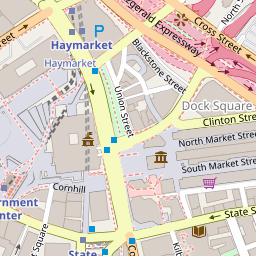 Fitzgerald Expressway
Cross Street
P
Haymarket
Haymarket
Blackstone Street
Union Street
Dock Square
Clinton Street
North Market Street
South Market Street
Cornhill
State S
State